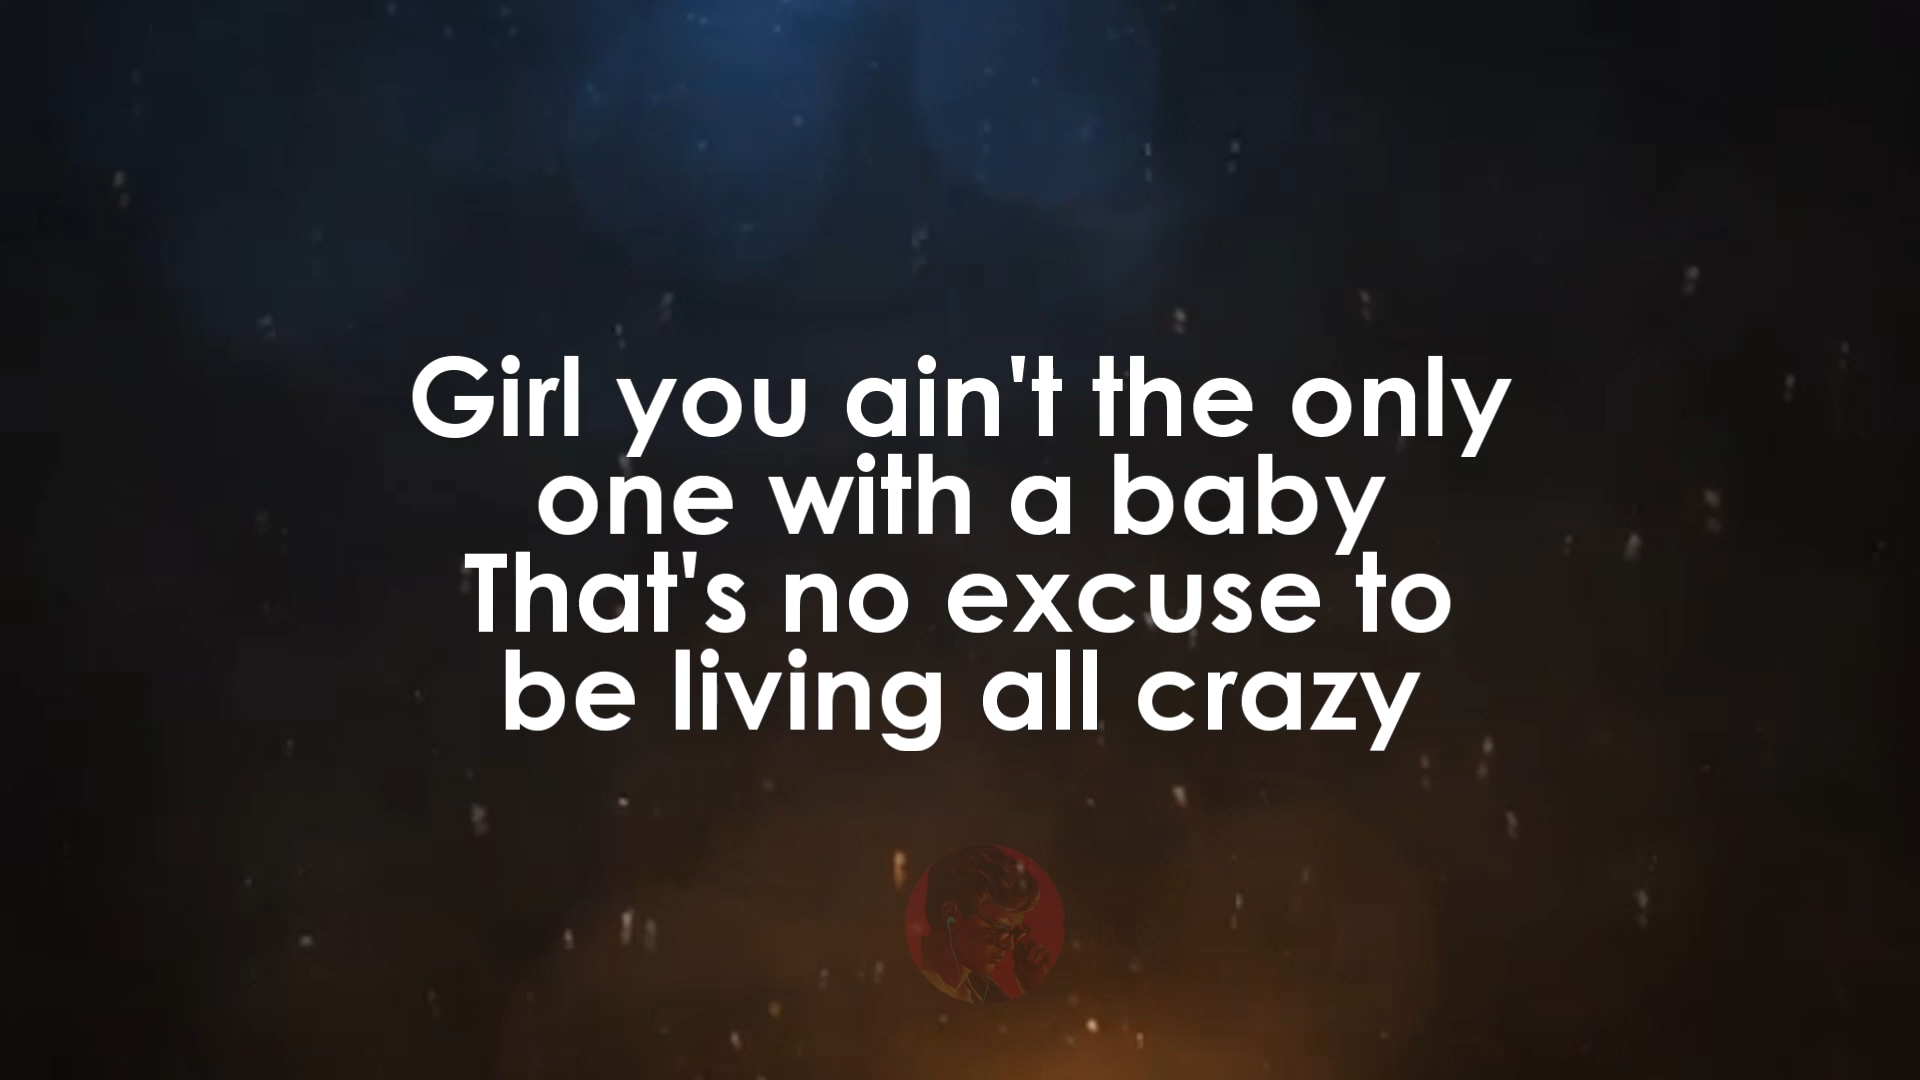 Girl you ain't the only
one with a baby
That's no excuse to
be living all crazy